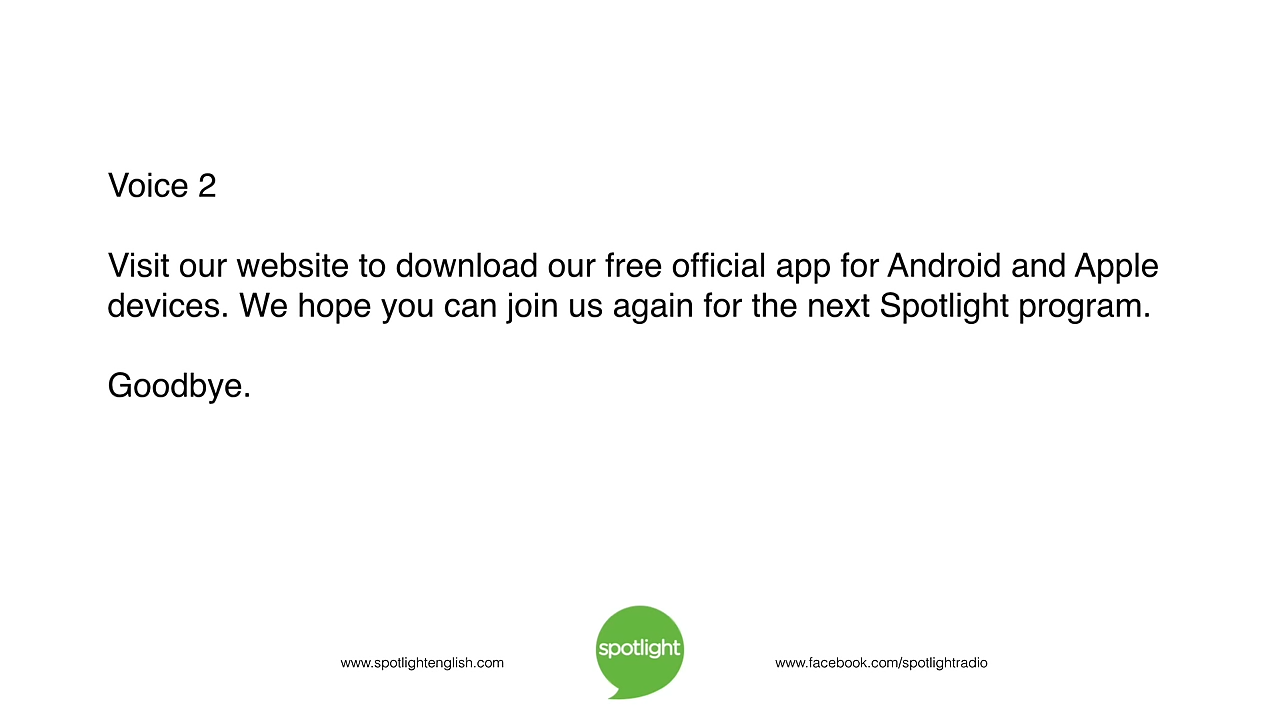 Voice 2
Visit our website to download our free official app for Android and Apple
devices. We hope you can join us again for the next Spotlight program.
Goodbye.
www.spotlightenglish.com
spotlight
www.facebook.com/spotlightradio